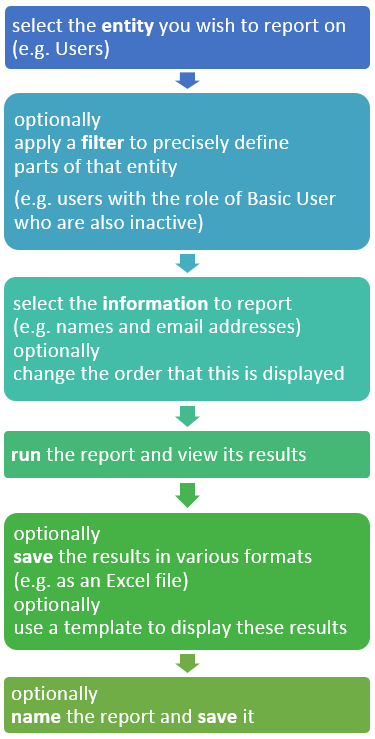 select the entity you wish to report on
(e.g. Users)
optionally
apply a filter to precisely define
parts of that entity
(e.g. users with the role of Basic User
who are also inactive)
select the information to report
(e.g. names and email addresses)
optionally
change the order that this is displayed
run the report and view its results
optionally
save the results in various formats
(e.g. as an Excel file)
optionally
use a template to display these results
optionally
name the report and save it